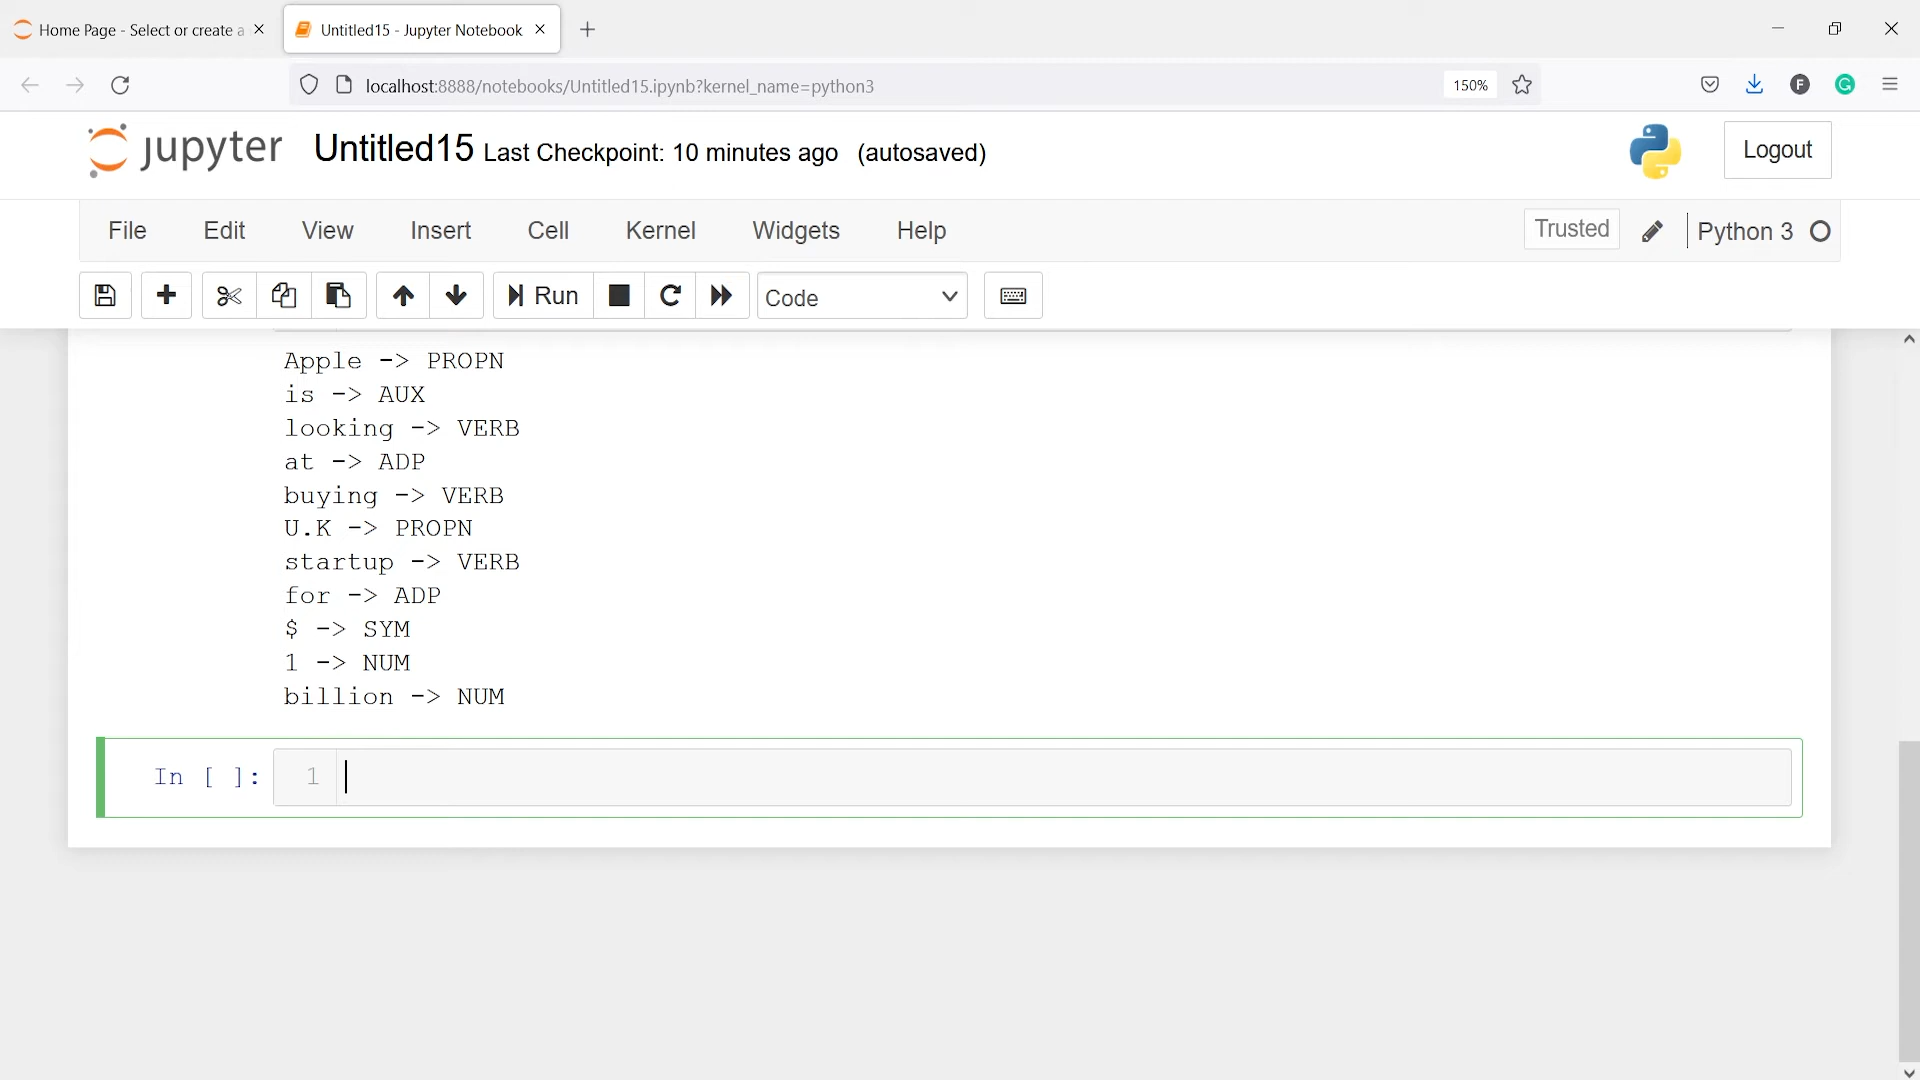 Home Page - Select or create a
Untitled15 - Jupyter Notebook
localhost:8888/notebooks/Untitled15.ipynb?kernel_name=python3
150%
F
G
jupyter Untitled15 Last Checkpoint: 10 minutes ago (autosaved)
Logout
File Edit View Insert Cell Kernel Widgets Help
Trusted
Python 3
Run
Code
Apple -> PROPN
is -> AUX
looking -> VERB
at -> ADP
buying -> VERB
U.K -> PROPN
startup -> VERB
for -> ADP
$ -> SYM
1 -> NUM
billion -> NUM
In [ ]: 1